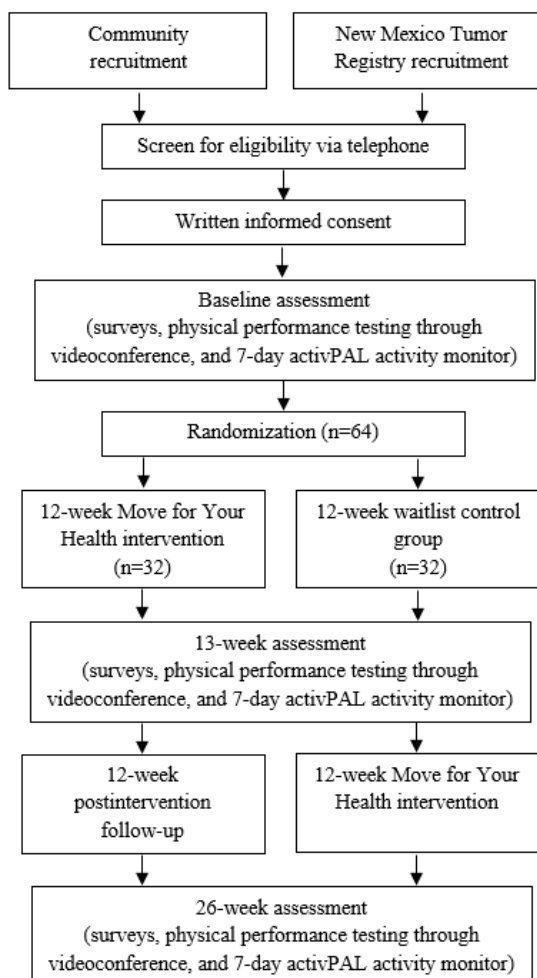 Community
recruitment
New Mexico Tumor
Registry recruitment
Screen for eligibility via telephone
Written informed consent
Baseline assessment
(surveys, physical performance testing through
videoconference, and 7-day activPAL activity monitor)
Randomization (n=64)
12-week Move for Your
Health intervention
(n=32)
12-week waitlist control
group
(n=32)
13-week assessment
(surveys, physical performance testing through
videoconference, and 7-day activPAL activity monitor)
12-week
postintervention
follow-up
12-week Move for Your
Health intervention
26-week assessment
(surveys, physical performance testing through
videoconference, and 7-day activPAL activity monitor)